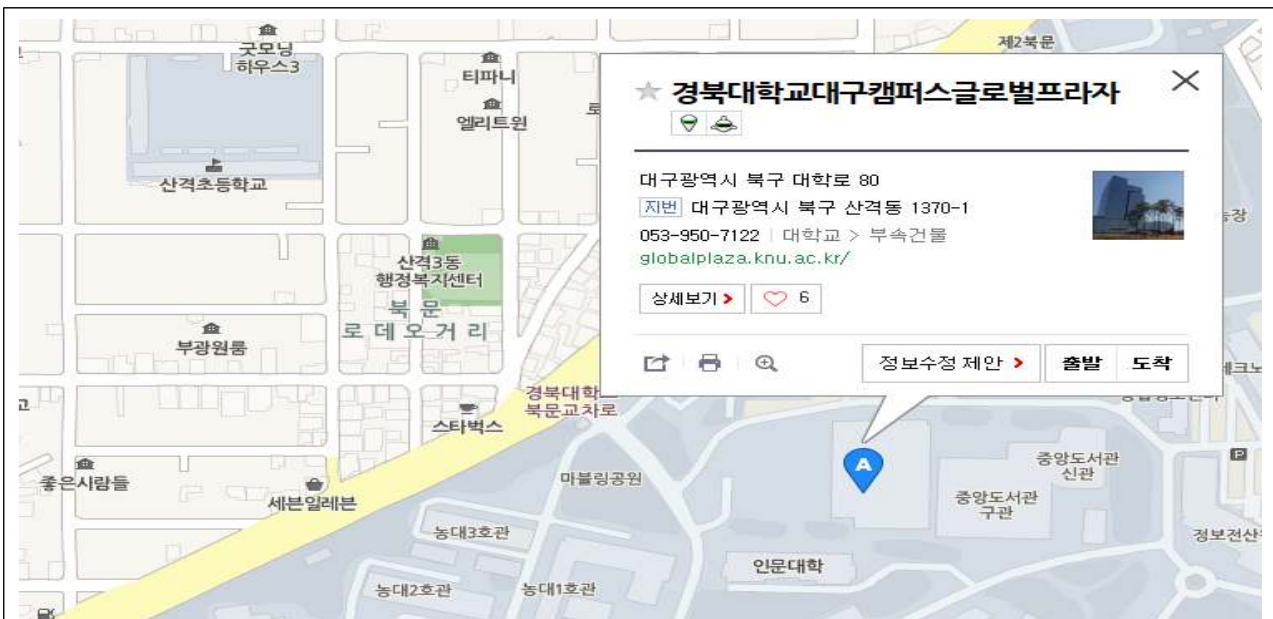 굿모닝
하우스3
티파니
엘리트원
산격초등학교
제2북문
경북대학교대구캠퍼스글로벌프라자
대구광역시 북구 대학로 80
지번 대구광역시 북구 산격동 1370-1
053-950-7122 | 대학교 > 부속건물
globalplaza.knu.ac.kr/
상세보기 > 6
정보수정 제안 > 출발 도착
산격3동
행정복지센터
북문
로데오거리
부광원룸
경북대학
북문교차로
스타벅스
좋은사람들
세븐일레븐
마블링공원
A
중앙도서관
신관
중앙도서관
구관
P
농대3호관
인문대학
농대2호관
농대1호관
정보전산